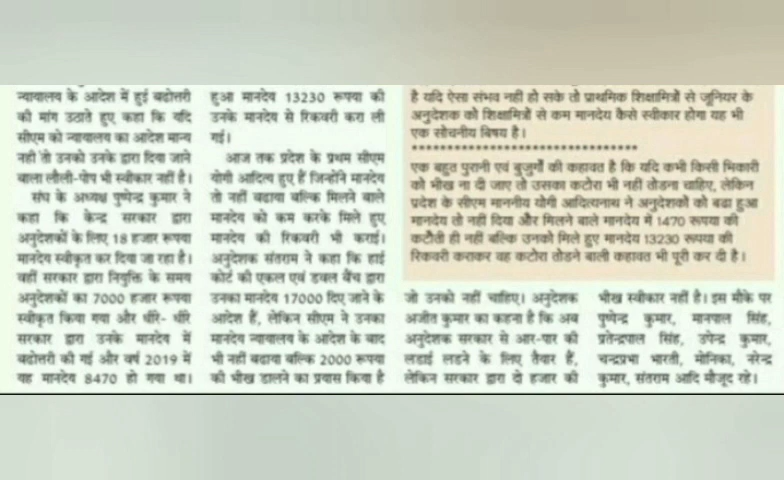 न्यायालय के आदेश में हुई बढोत्तरी
की मांग उठाते हुए कहा कि यदि
सीएम को न्यायालय का आदेश मान्य
नही तो उनको उनके द्वारा दिया जाने
बाला लौली-पोप भी स्वीकार नहीं है।
संघ के अध्यक्ष पुष्पेन्द्र कुमार ने
कहा कि केन्द्र सरकार द्वारा
अनुदेशकों के लिए 18 हजार रूपया
मानदेय स्वीकृत कर दिया जा रहा है।
वहीं सरकार द्वारा नियुक्ति के समय
अनुदेशकों का 7000 हजार रूपया
स्वीकृत किया गया और धीरे- धीरे
सरकार द्वारा उनके मानदेय में
बढोत्तरी की गई और वर्ष 2019 में
यह मानदेय 8470 हो गया था।
हुआ मानदेय 13230 रूपया की
उनके मानदेय से रिकवरी करा ली
गई।
आज तक प्रदेश के प्रथम सीएम
योगी आदित्य हुए हैं जिन्होंने मानदेय
तो नहीं बढाया बल्कि मिलने वाले
मानदेय को कम करके मिले हुए
मानदेय की रिकवरी भी कराई।
अनुदेशक संतराम ने कहा कि हाई
कोर्ट की एकल एवं डवल बैंच द्वारा
उनका मानदेय 17000 दिए जाने के
आदेश हैं, लेकिन सीएम ने उनका
मानदेय न्यायालय के आदेश के बाद
भी नहीं बढाया बल्कि 2000 रूपया
की भीख डालने का प्रयास किया है
है यदि ऐसा संभव नहीं हो सके तो प्राथमिक शिक्षामित्रों से जूनियर के
अनुदेशक को शिक्षामित्रों से कम मानदेय कैसे स्वीकार होगा यह भी
एक सोचनीय बिषय है।
********************************
एक बहुत पुरानी एवं बुजुर्गों की कहावत है कि यदि कभी किसी भिकारी
को भीख ना दी जाए तो उसका कटोरा भी नहीं तोडना चाहिए, लेकिन
प्रदेश के सीएम माननीय योगी आदित्यनाथ ने अनुदेशकों को बढा हुआ
मानदेय तो नहीं दिया और मिलने बाले मानदेय में 1470 रूपया की
कटौती ही नहीं बल्कि उनको मिले हुए मानदेय 13230 रूपया की
रिकवरी कराकर वह कटोरा तोडने बाली कहावत भी पूरी कर दी है।
जो उनको नहीं चाहिए। अनुदेशक
अजीत कुमार का कहना है कि अब
अनुदेशक सरकार से आर-पार की
लडाई लडने के लिए तैयार हैं,
लेकिन सरकार द्वारा दो हजार की
भीख स्वीकार नहीं है। इस मौके पर
पुष्पेन्द्र कुमार, मानपाल सिंह,
प्रतेन्द्रपाल सिंह, उपेन्द्र कुमार,
चन्द्रप्रभा भारती, मोनिका, नरेन्द्र
कुमार, संतराम आदि मौजूद रहे।